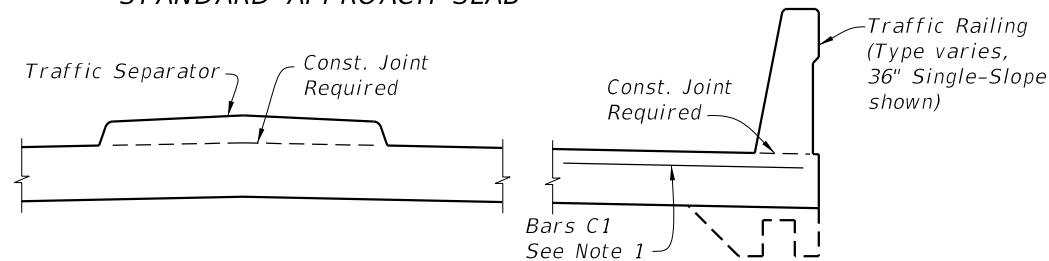 STANDARD APPROACH SLAB
Traffic Separator
Const. Joint
Required
Const. Joint
Required
Traffic Railing
(Type varies,
36" Single-Slope
shown)
Bars C1
See Note 1